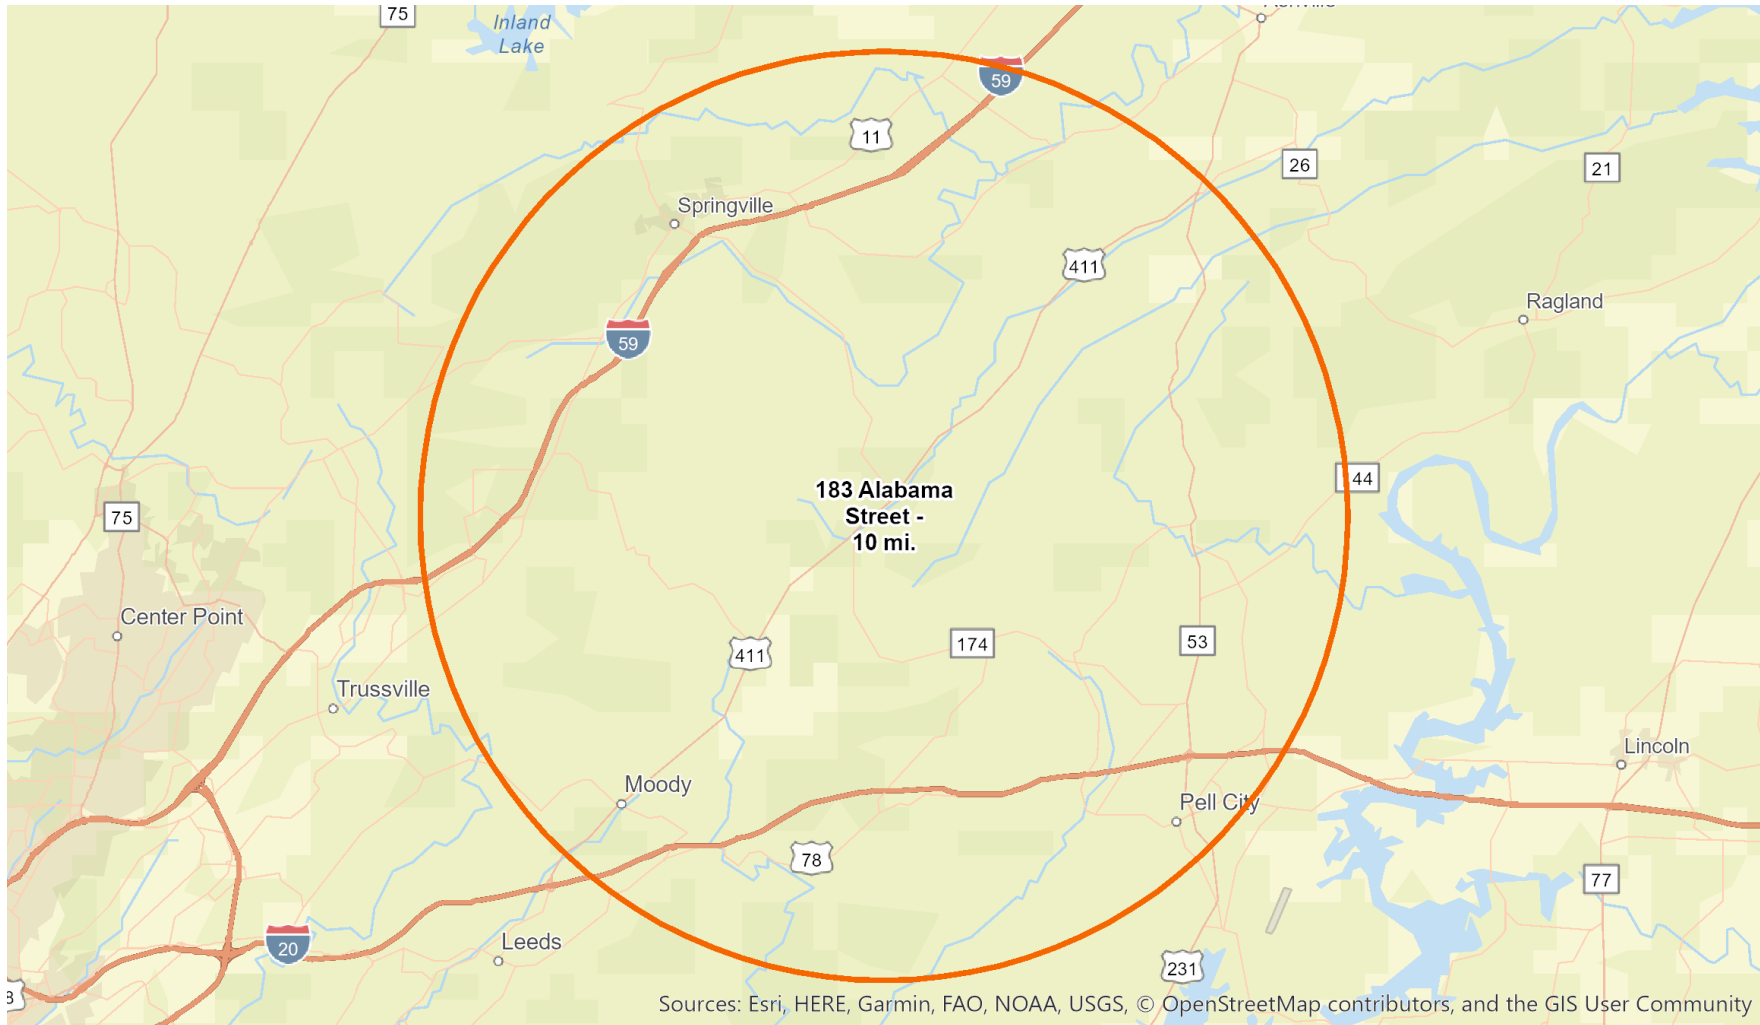 75
Inland
Lake
59
11
26
21
Springville
411
Ragland
59
183 Alabama
Street -
10 mi.
44
75
Center Point
174
53
411
Trussville
Lincoln
Moody
Pell City
78
77
20
Leeds
231
8
Sources: Esri, HERE, Garmin, FAO, NOAA, USGS, © OpenStreetMap contributors, and the GIS User Community